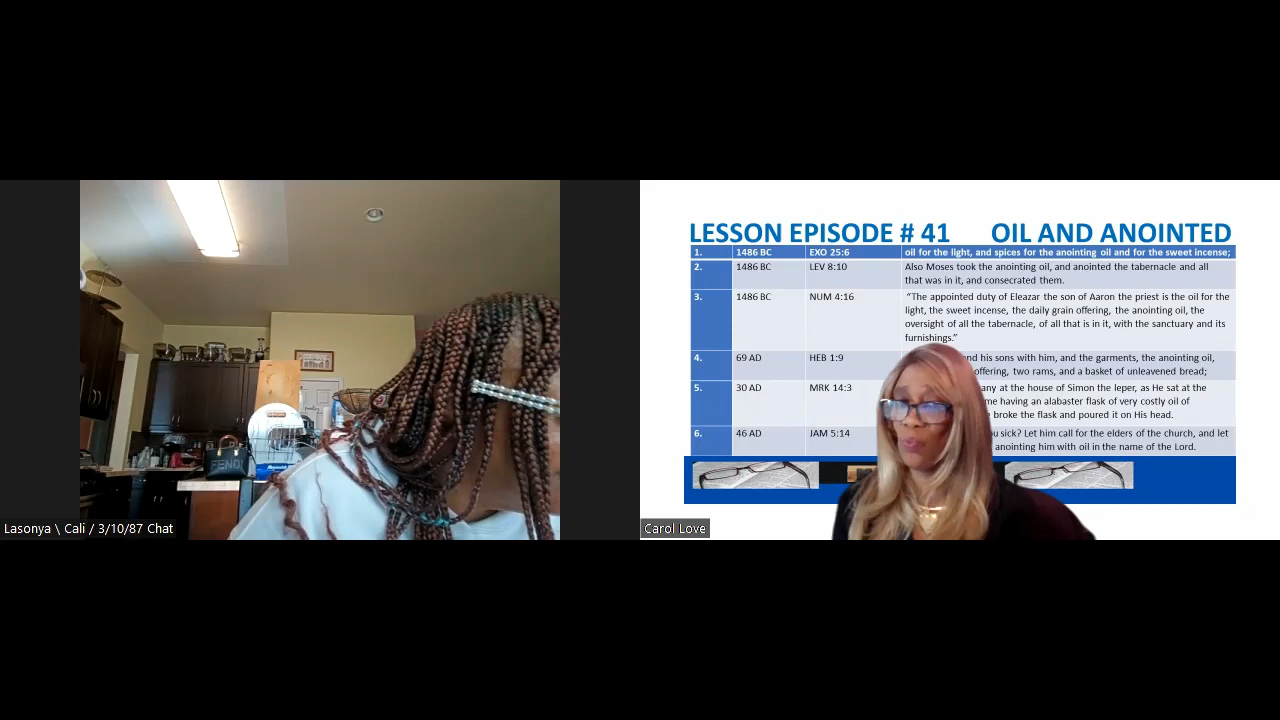 LESSON EPISODE # 41 OIL AND ANOINTED
1. 1486 BC EXO 25:6 oil for the light, and spices for the anointing oil and for the sweet incense;
2. 1486 BC LEV 8:10 Also Moses took the anointing oil, and anointed the tabernacle and all
that was in it, and consecrated them.
3. 1486 BC NUM 4:16 “The appointed duty of Eleazar the son of Aaron the priest is the oil for the
light, the sweet incense, the daily grain offering, the anointing oil, the
oversight of all the tabernacle, of all that is in it, with the sanctuary and its
furnishings.”
4. 69 AD HEB 1:9 and his sons with him, and the garments, the anointing oil,
offering, two rams, and a basket of unleavened bread;
5. 30 AD MRK 14:3 at the house of Simon the leper, as He sat at the
having an alabaster flask of very costly oil of
broke the flask and poured it on His head.
6. 46 AD JAM 5:14 sick? Let him call for the elders of the church, and let
anointing him with oil in the name of the Lord.
FENDI
Lasonya \ Cali / 3/10/87 Chat
Carol Love